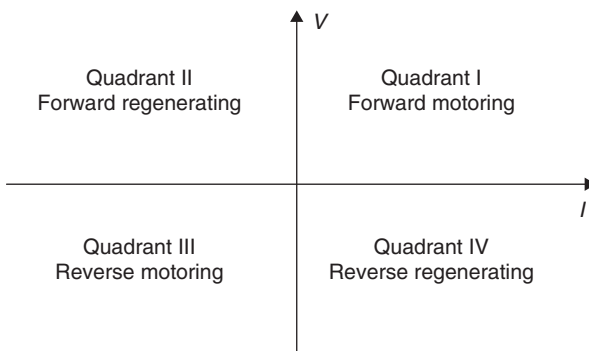 V
Quadrant II
Forward regenerating
Quadrant I
Forward motoring
I
Quadrant III
Reverse motoring
Quadrant IV
Reverse regenerating